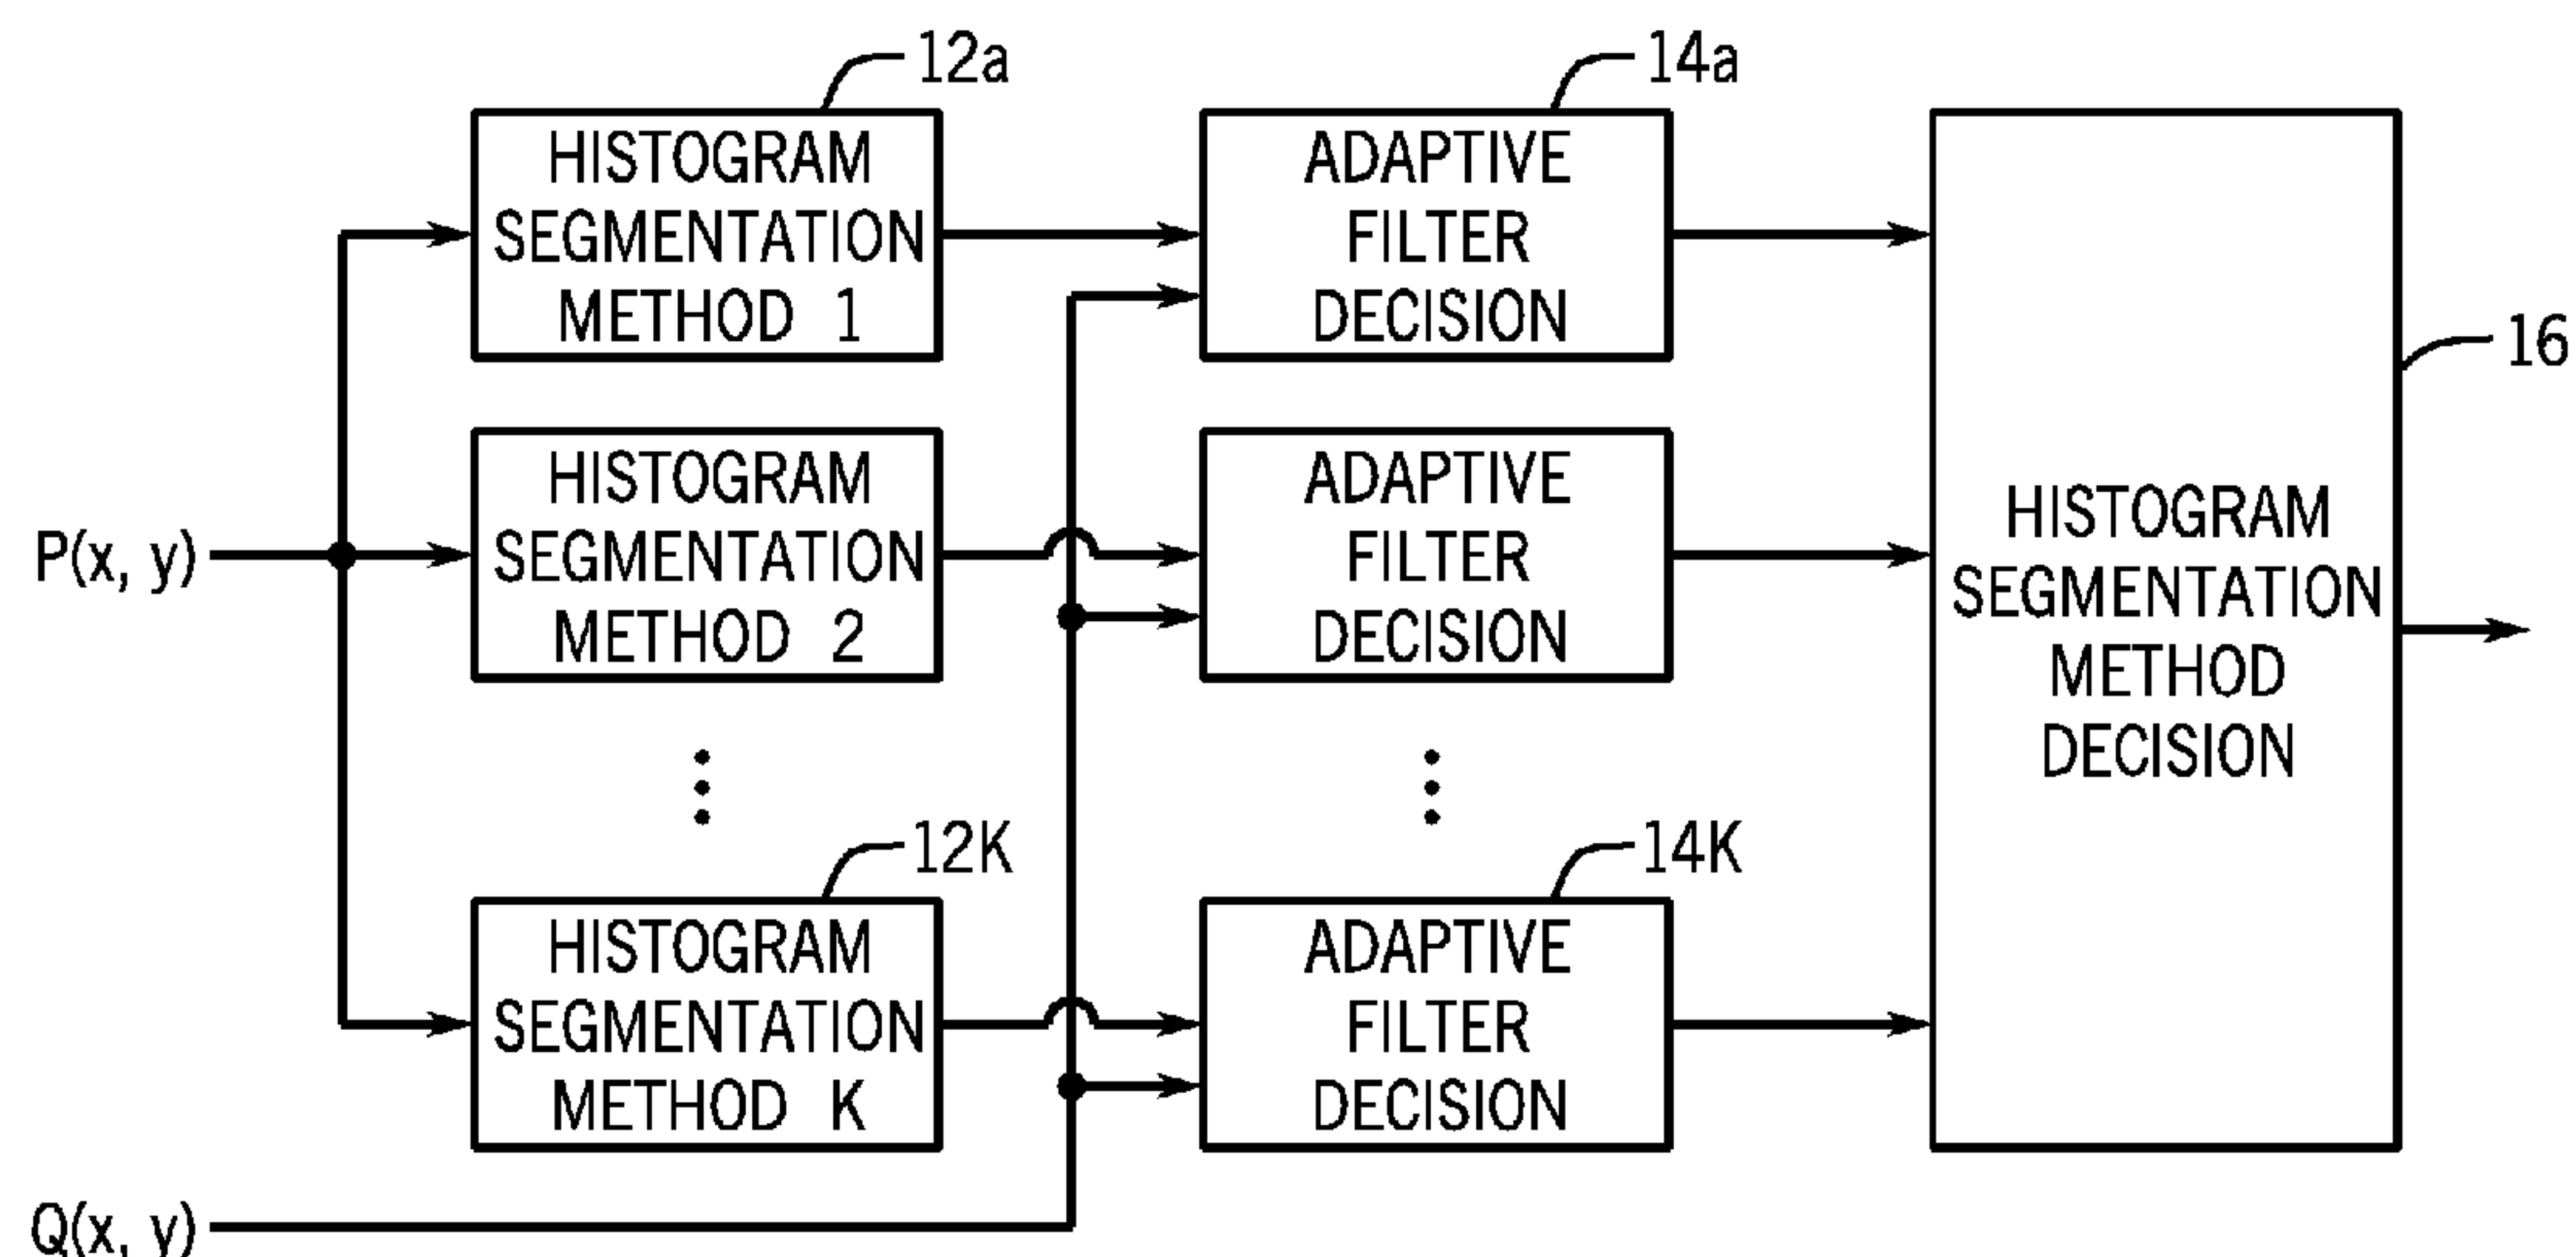 12a
14a
HISTOGRAM
SEGMENTATION
METHOD 1
ADAPTIVE
FILTER
DECISION
16
HISTOGRAM
SEGMENTATION
METHOD 2
ADAPTIVE
FILTER
DECISION
P(x, y)
HISTOGRAM
SEGMENTATION
METHOD
DECISION
12K
14K
HISTOGRAM
SEGMENTATION
METHOD K
ADAPTIVE
FILTER
DECISION
Q(x, y)